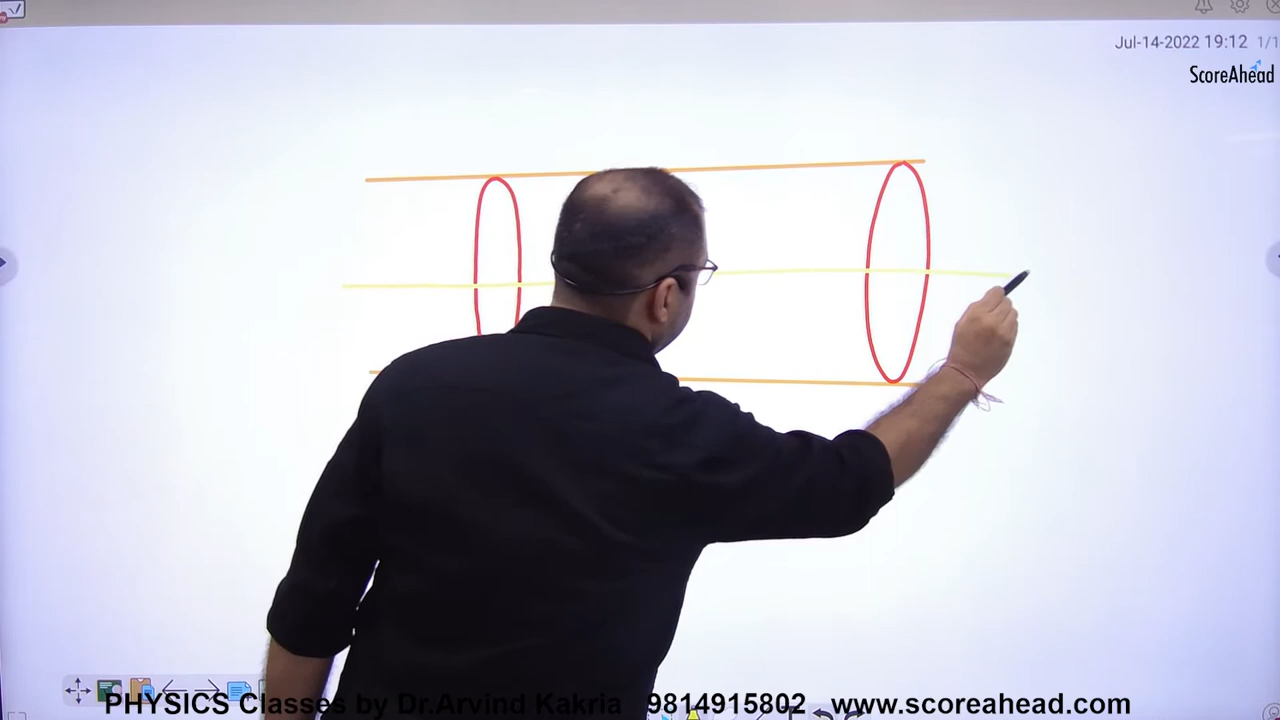 Jul-14-2022 19:12 1/1
ScoreAhead
PHYSICS Classes by Dr.Arvind Kakria 9814915802 www.scoreahead.com